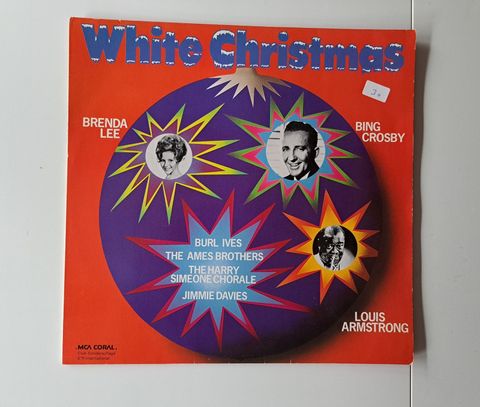 White Christmas
3.
BRENDA
LEE
BING
CROSBY
BURL IVES
THE AMES BROTHERS
THE HARRY
SIMEONE CHORALE
JIMMIE DAVIES
LOUIS
ARMSTRONG
.MCA CORAL.